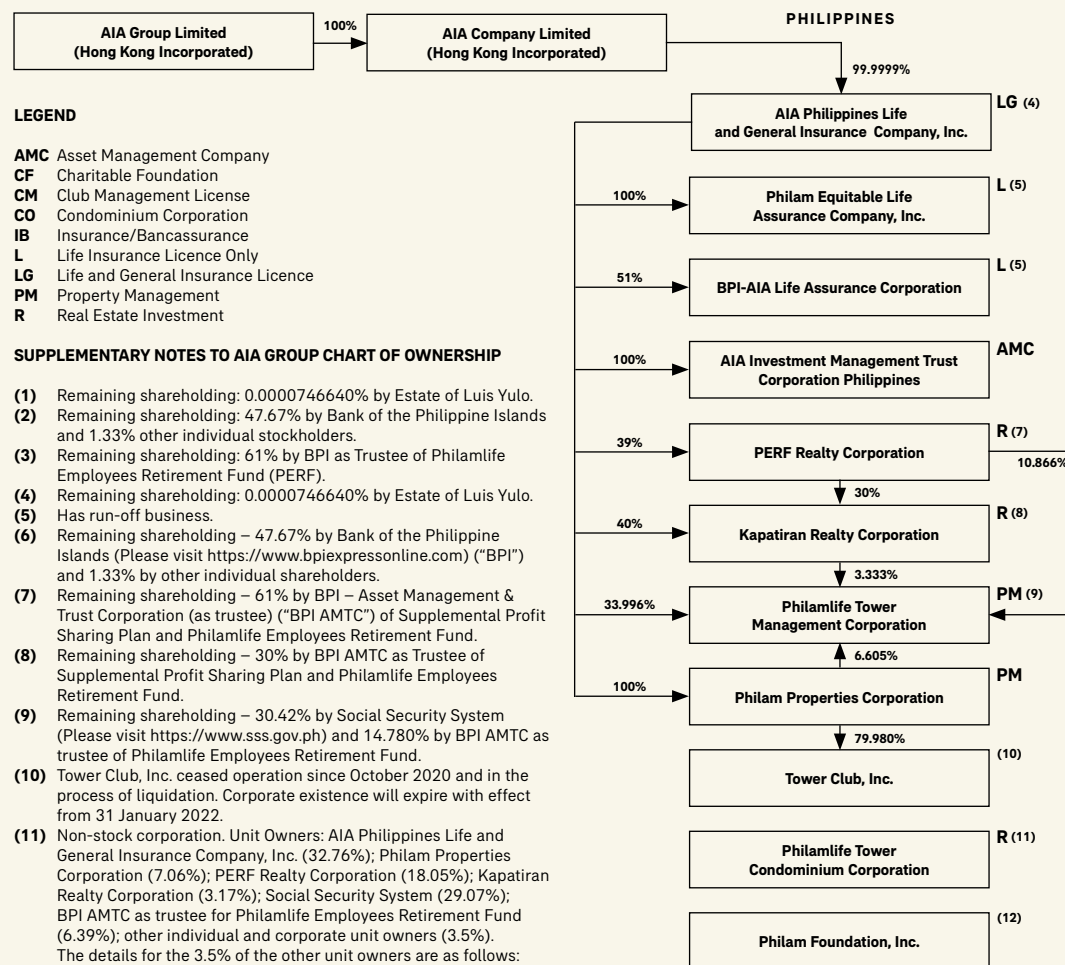 PHILIPPINES
AIA Group Limited
(Hong Kong Incorporated)
100%
AIA Company Limited
(Hong Kong Incorporated)
99.9999%
LEGEND
AMC Asset Management Company
CF Charitable Foundation
CM Club Management License
CO Condominium Corporation
IB Insurance/Bancassurance
L Life Insurance Licence Only
LG Life and General Insurance Licence
PM Property Management
R Real Estate Investment
SUPPLEMENTARY NOTES TO AIA GROUP CHART OF OWNERSHIP
(1) Remaining shareholding: 0.0000746640% by Estate of Luis Yulo.
(2) Remaining shareholding: 47.67% by Bank of the Philippine Islands
and 1.33% other individual stockholders.
(3) Remaining shareholding: 61% by BPI as Trustee of Philamlife
Employees Retirement Fund (PERF).
(4) Remaining shareholding: 0.0000746640% by Estate of Luis Yulo.
(5) Has run-off business.
(6) Remaining shareholding – 47.67% by Bank of the Philippine
Islands (Please visit https://www.bpiexpressonline.com) (“BPI”)
and 1.33% by other individual shareholders.
(7) Remaining shareholding – 61% by BPI – Asset Management &
Trust Corporation (as trustee) (“BPI AMTC”) of Supplemental Profit
Sharing Plan and Philamlife Employees Retirement Fund.
(8) Remaining shareholding – 30% by BPI AMTC as Trustee of
Supplemental Profit Sharing Plan and Philamlife Employees
Retirement Fund.
(9) Remaining shareholding – 30.42% by Social Security System
(Please visit https://www.sss.gov.ph) and 14.780% by BPI AMTC as
trustee of Philamlife Employees Retirement Fund.
(10) Tower Club, Inc. ceased operation since October 2020 and in the
process of liquidation. Corporate existence will expire with effect
from 31 January 2022.
(11) Non-stock corporation. Unit Owners: AIA Philippines Life and
General Insurance Company, Inc. (32.76%); Philam Properties
Corporation (7.06%); PERF Realty Corporation (18.05%); Kapatiran
Realty Corporation (3.17%); Social Security System (29.07%);
BPI AMTC as trustee for Philamlife Employees Retirement Fund
(6.39%); other individual and corporate unit owners (3.5%).
The details for the 3.5% of the other unit owners are as follows:
AIA Philippines Life
and General Insurance Company, Inc.
LG (4)
100%
Philam Equitable Life
Assurance Company, Inc.
L (5)
51%
BPI-AIA Life Assurance Corporation
L (5)
100%
AIA Investment Management Trust
Corporation Philippines
AMC
39%
PERF Realty Corporation
R (7)
10.866%
30%
40%
Kapatiran Realty Corporation
R (8)
3.333%
33.996%
Philamlife Tower
Management Corporation
PM (9)
6.605%
100%
Philam Properties Corporation
PM
79.980%
Tower Club, Inc.
(10)
Philamlife Tower
Condominium Corporation
R (11)
Philam Foundation, Inc.
(12)